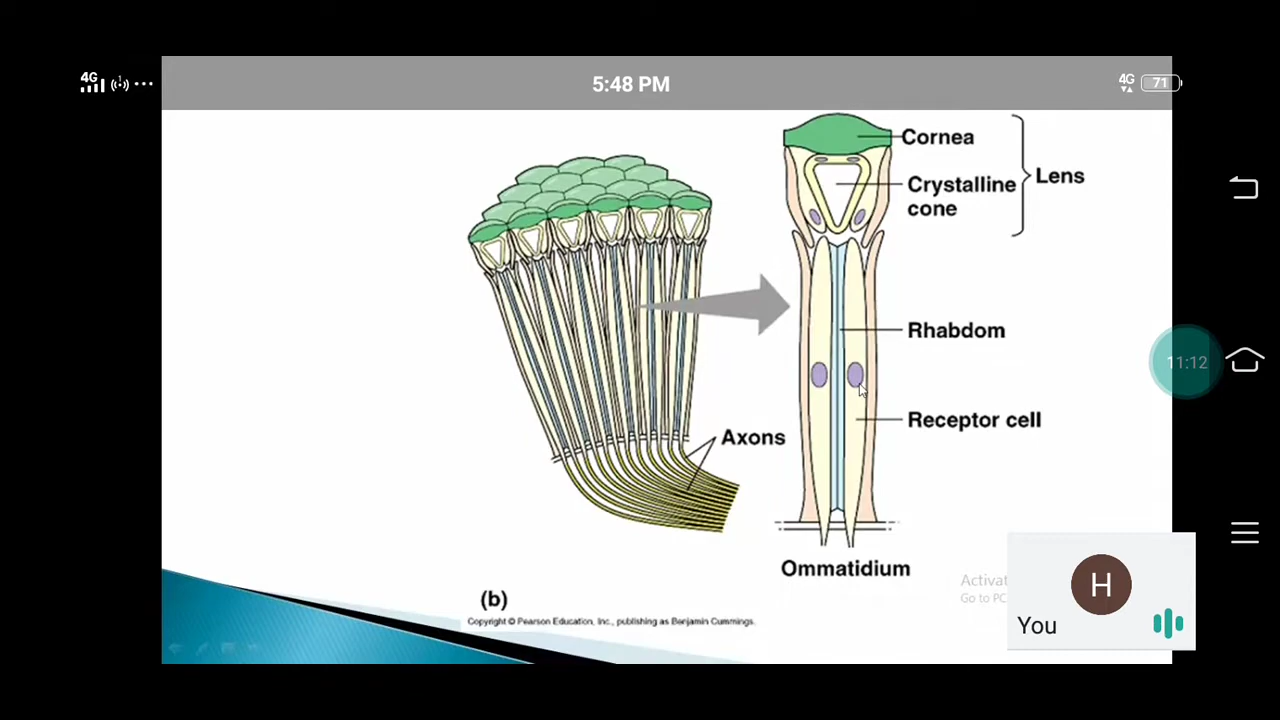 4G
5:48 PM
4G
71
Cornea
Crystalline
cone
Lens
Rhabdom
11:12
Receptor cell
Axons
Ommatidium
(b)
Copyright © Pearson Education, Inc., publishing as Benjamin Cummings.
Activat
Go to PC
H
You